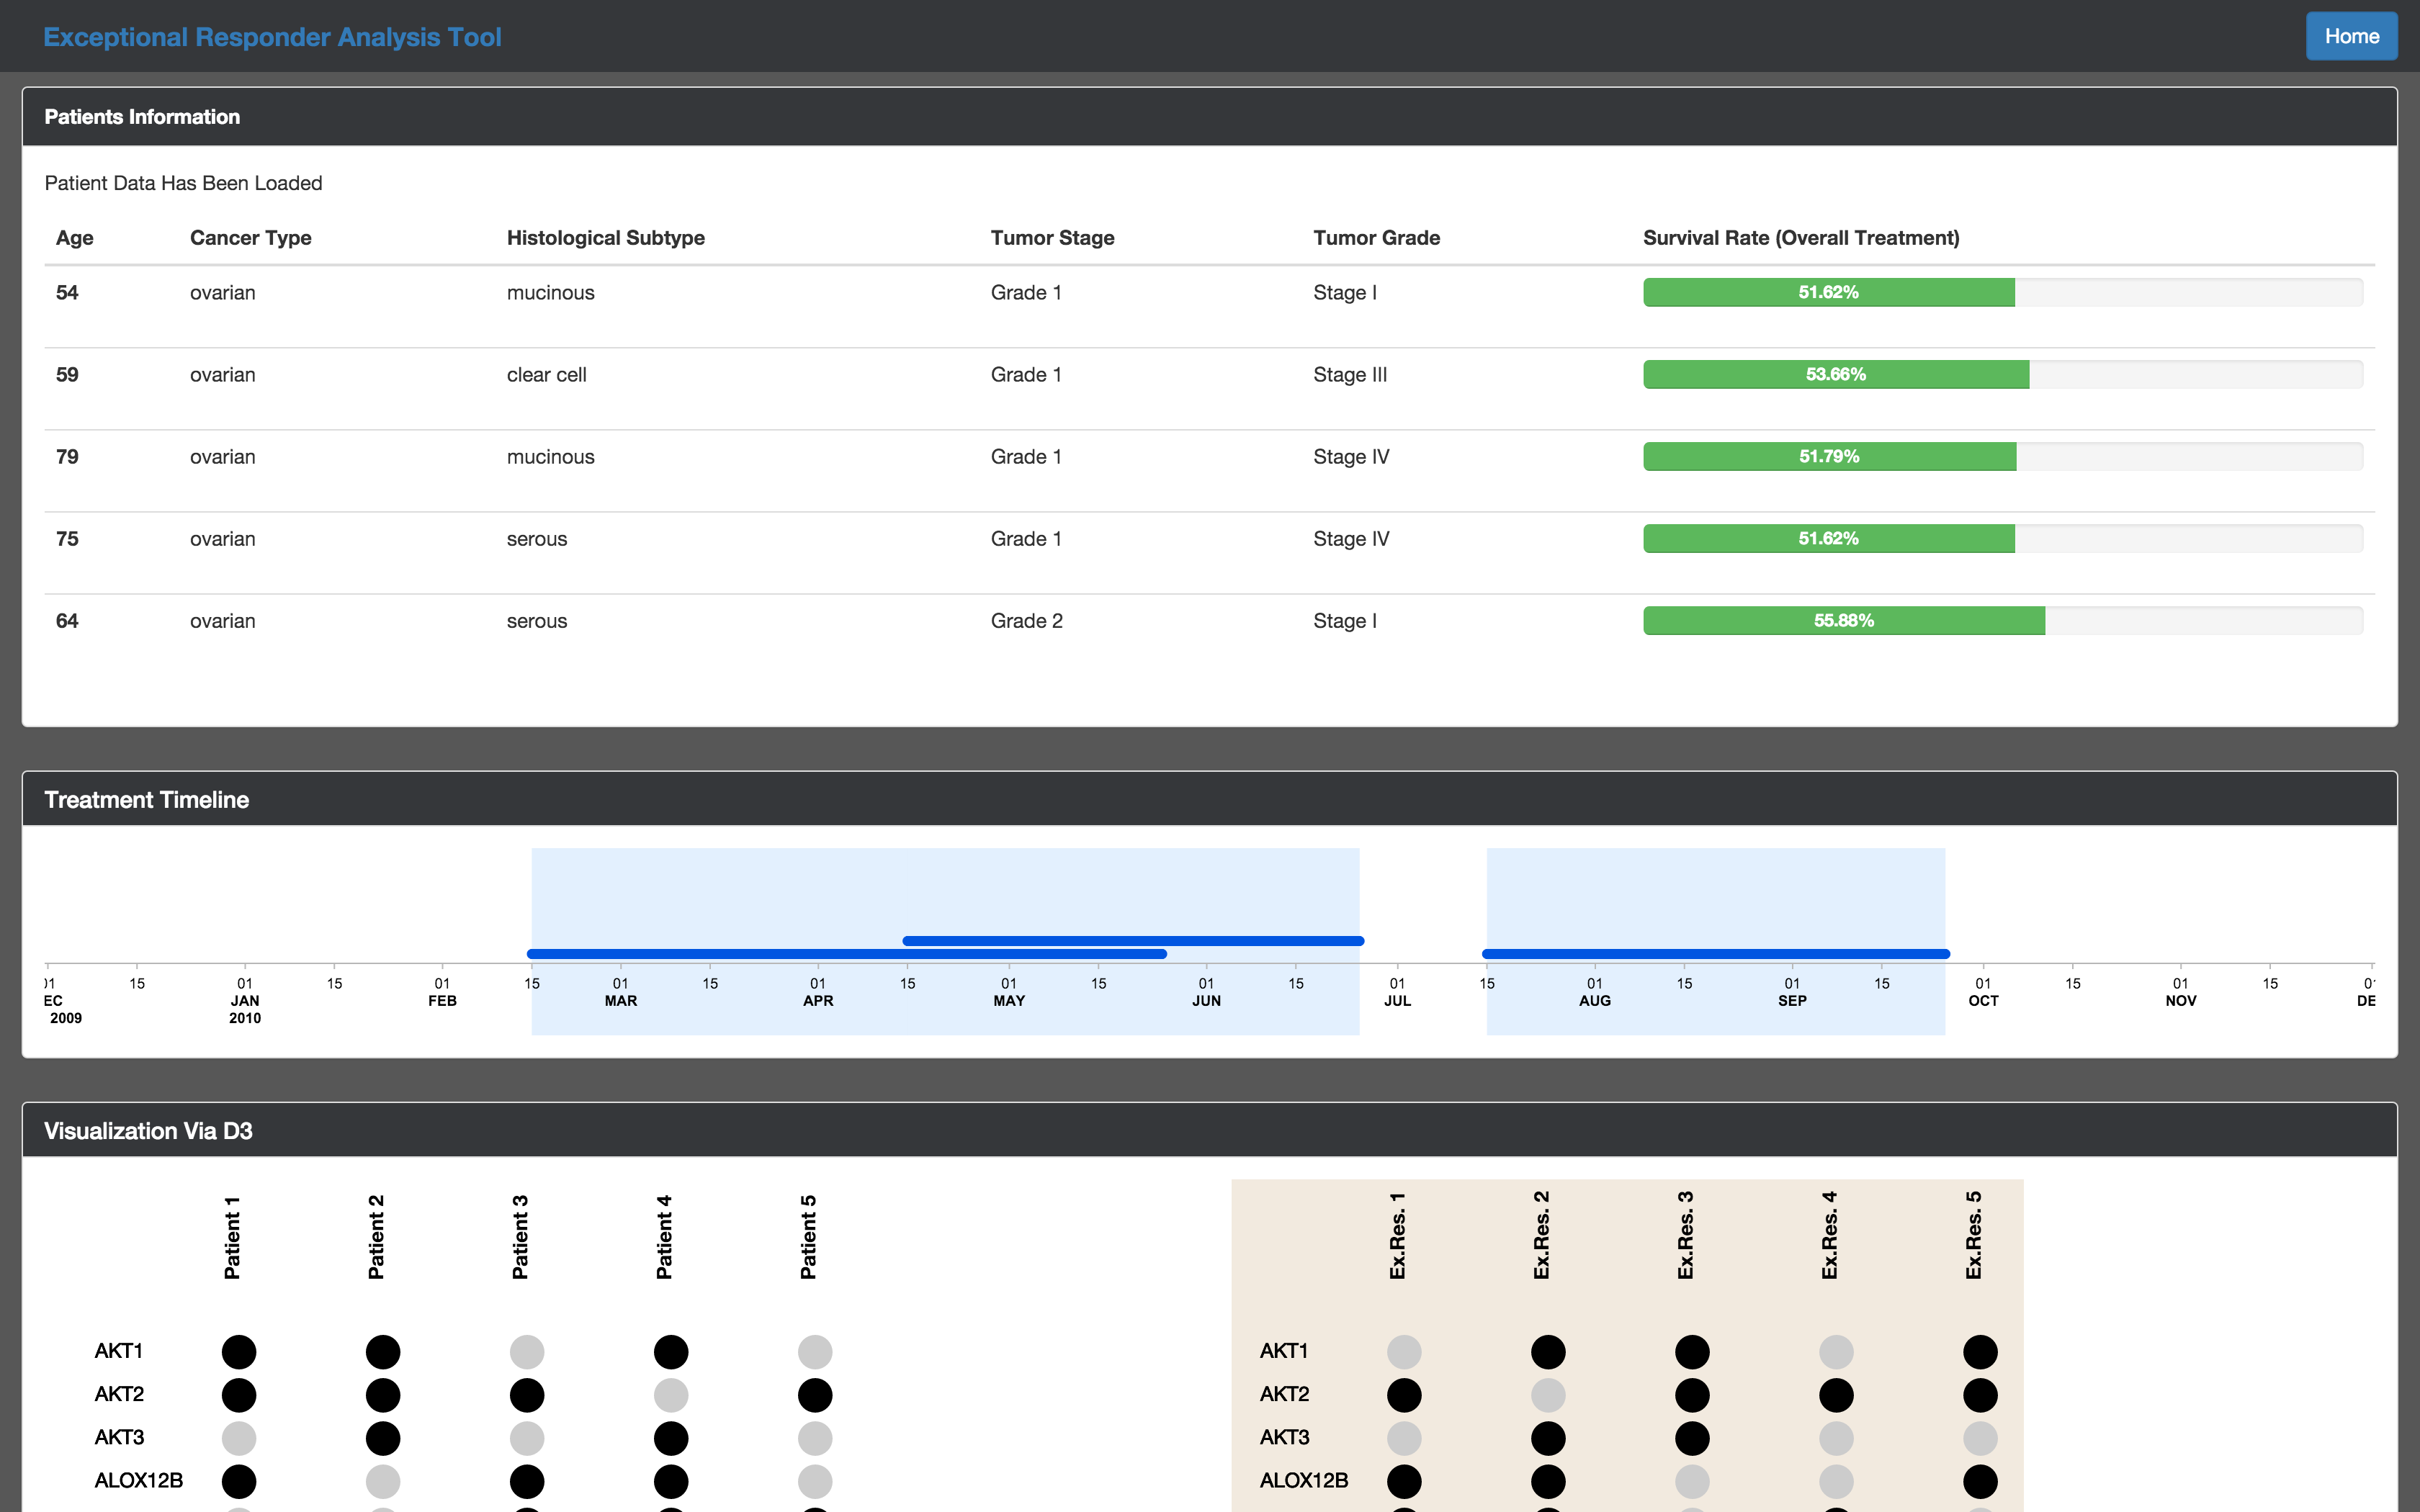 Exceptional Responder Analysis Tool
Home
Patients Information
Patient Data Has Been Loaded
Age Cancer Type Histological Subtype Tumor Stage Tumor Grade Survival Rate (Overall Treatment)
54 ovarian mucinous Grade 1 Stage I 51.62%
59 ovarian clear cell Grade 1 Stage III 53.66%
79 ovarian mucinous Grade 1 Stage IV 51.79%
75 ovarian serous Grade 1 Stage IV 51.62%
64 ovarian serous Grade 2 Stage I 55.88%
Treatment Timeline
01 15 01 15 01 15 01 15 01 15 01 15 01 15 01 15 01 15 01 15 01 15 01 15 0
EC JAN FEB MAR APR MAY JUN JUL AUG SEP OCT NOV DE
2009 2010
Visualization Via D3
Patient 1 Patient 2 Patient 3 Patient 4 Patient 5 Ex.Res. 1 Ex.Res. 2 Ex.Res. 3 Ex.Res. 4 Ex.Res. 5
AKT1 AKT1
AKT2 AKT2
AKT3 AKT3
ALOX12B ALOX12B